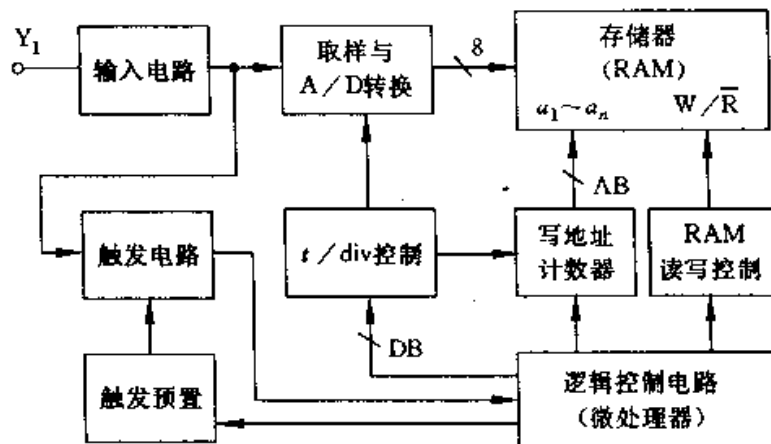 Y₁
输入电路
取样与
A/D转换
8
存储器
(RAM)
a₁~aₙ
W/R̅
AB
触发电路
t/div控制
写地址
计数器
RAM
读写控制
DB
触发预置
逻辑控制电路
(微处理器)